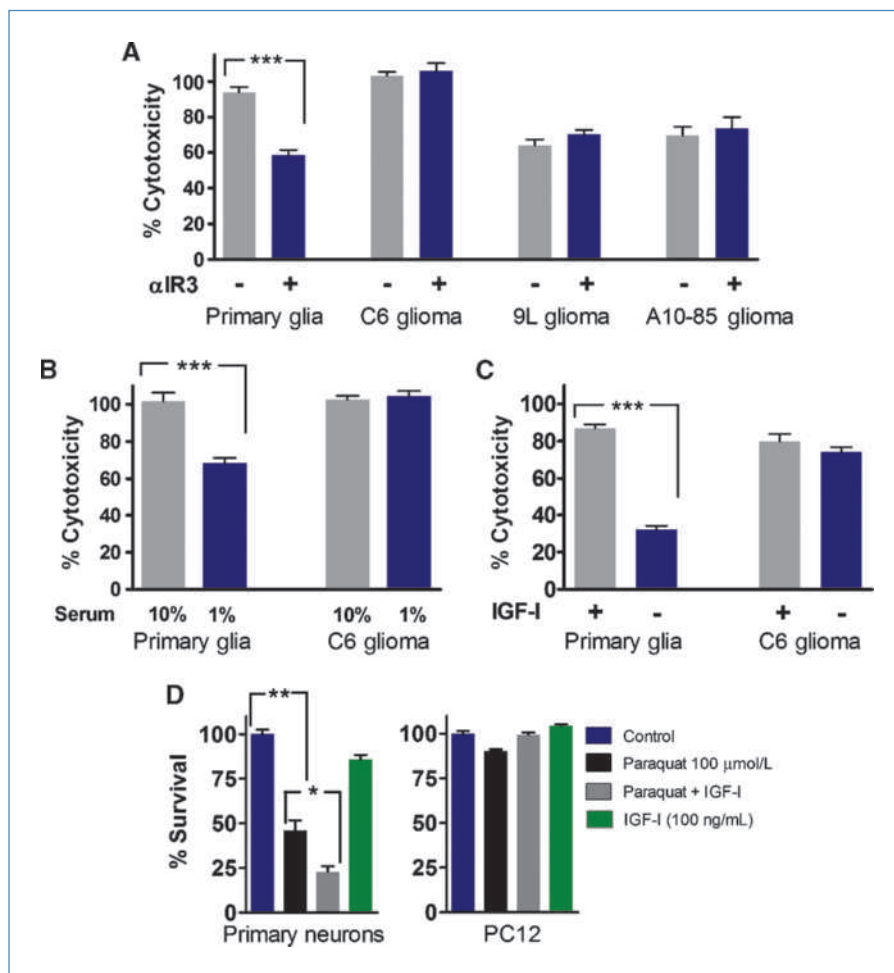 A
***
% Cytotoxicity
100
80
60
40
20
0
αIR3 - + - + - + - +
Primary glia C6 glioma 9L glioma A10-85 glioma
B
***
% Cytotoxicity
100
80
60
40
20
0
Serum 10% 1% 10% 1%
Primary glia C6 glioma
C
***
% Cytotoxicity
100
80
60
40
20
0
IGF-I + - + -
Primary glia C6 glioma
D
**
*
% Survival
100
75
50
25
0
Primary neurons
100
75
50
25
0
PC12
Control
Paraquat 100 μmol/L
Paraquat + IGF-I
IGF-I (100 ng/mL)